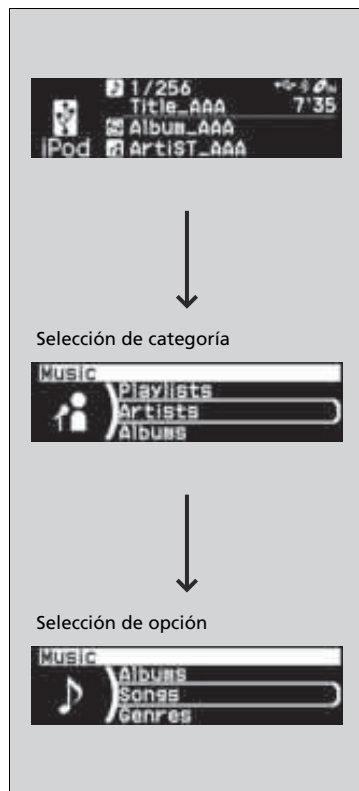 1/256
Title_AAA 7'35
Album_AAA
iPod ArtiST_AAA
Selección de categoría
Music
Playlists
Artists
Albums
Selección de opción
Music
Albums
Songs
Genres